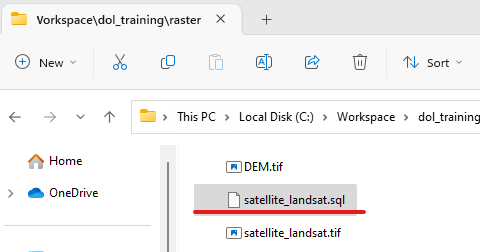 Vorkspace\dol_training\raster
New
Sort
This PC > Local Disk (C:) > Workspace > dol_training
Home
OneDrive
DEM.tif
satellite_landsat.sql
satellite_landsat.tif